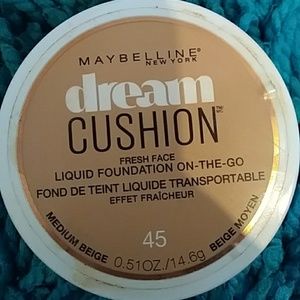 MAYBELLINE
NEW YORK
dream
CUSHION™
FRESH FACE
LIQUID FOUNDATION ON-THE-GO
FOND DE TEINT LIQUIDE TRANSPORTABLE
EFFET FRAÎCHEUR
45
MEDIUM BEIGE 0.51OZ./14.6g BEIGE MOYEN